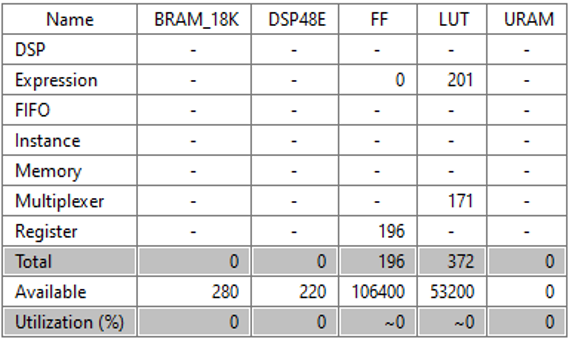 Name BRAM_18K DSP48E FF LUT URAM
DSP - - - - -
Expression - - 0 201 -
FIFO - - - - -
Instance - - - - -
Memory - - - - -
Multiplexer - - - 171 -
Register - - 196 - -
Total 0 0 196 372 0
Available 280 220 106400 53200 0
Utilization (%) 0 0 ~0 ~0 0